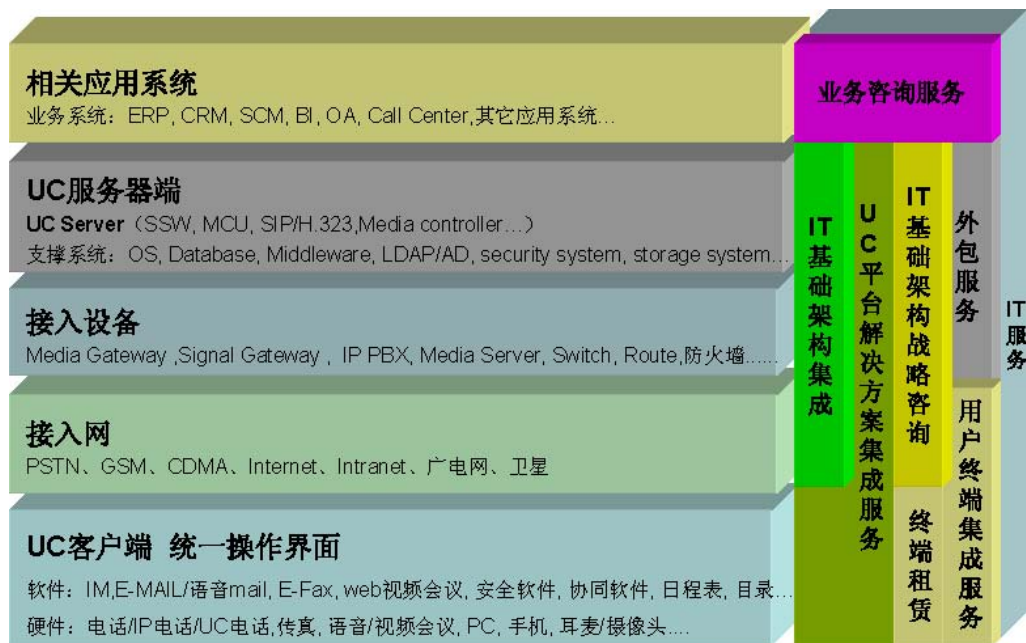 相关应用系统
业务系统：ERP, CRM, SCM, BI, OA, Call Center,其它应用系统...
UC服务器端
UC Server（SSW, MCU, SIP/H.323,Media controller...）
支撑系统：OS, Database, Middleware, LDAP/AD, security system, storage system...
接入设备
Media Gateway ,Signal Gateway , IP PBX, Media Server, Switch, Route,防火墙......
接入网
PSTN、GSM、CDMA、Internet、Intranet、广电网、卫星
UC客户端 统一操作界面
软件：IM,E-MAIL/语音mail, E-Fax, web视频会议, 安全软件, 协同软件, 日程表, 目录...
硬件：电话/IP电话/UC电话,传真, 语音/视频会议, PC, 手机, 耳麦/摄像头....
业务咨询服务
IT基础架构集成
UC平台解决方案集成服务
IT基础架构战略咨询
终端租赁
外包服务
用户终端集成服务
IT服务